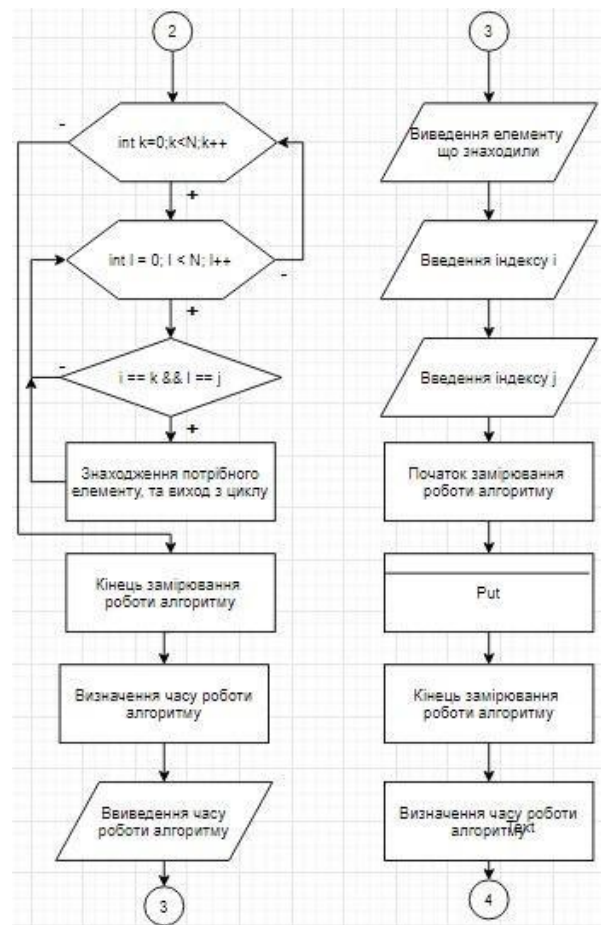 2
-
int k=0;k<N;k++
+
int l = 0; l < N; l++
-
+
-
i == k && l == j
+
Знаходження потрібного
елементу, та виход з циклу
Кінець замірювання
роботи алгоритму
Визначення часу роботи
алгоритму
Ввиведення часу
роботи алгоритму
3
3
Виведення елементу
що знаходили
Введення індексу i
Введення індексу j
Початок замірювання
роботи алгоритму
Put
Кінець замірювання
роботи алгоритму
Визначення часу роботи
алгоритму
Text
4